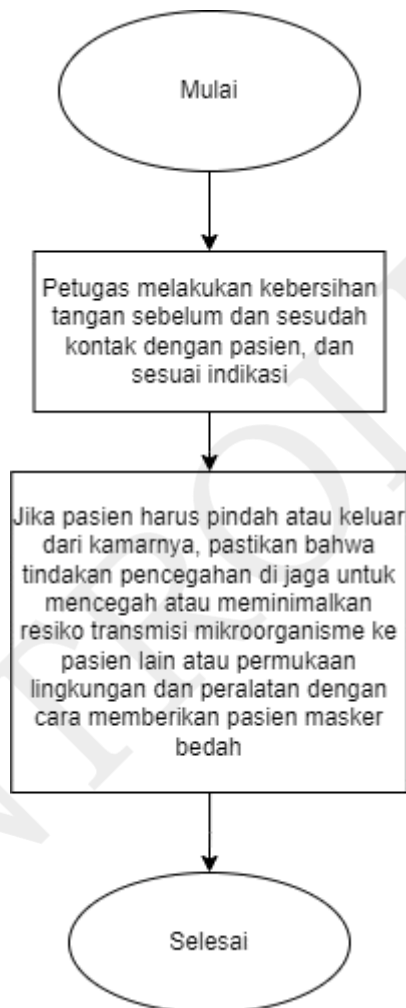 Mulai
Petugas melakukan kebersihan
tangan sebelum dan sesudah
kontak dengan pasien, dan
sesuai indikasi
Jika pasien harus pindah atau keluar
dari kamarnya, pastikan bahwa
tindakan pencegahan di jaga untuk
mencegah atau meminimalkan
resiko transmisi mikroorganisme ke
pasien lain atau permukaan
lingkungan dan peralatan dengan
cara memberikan pasien masker
bedah
Selesai